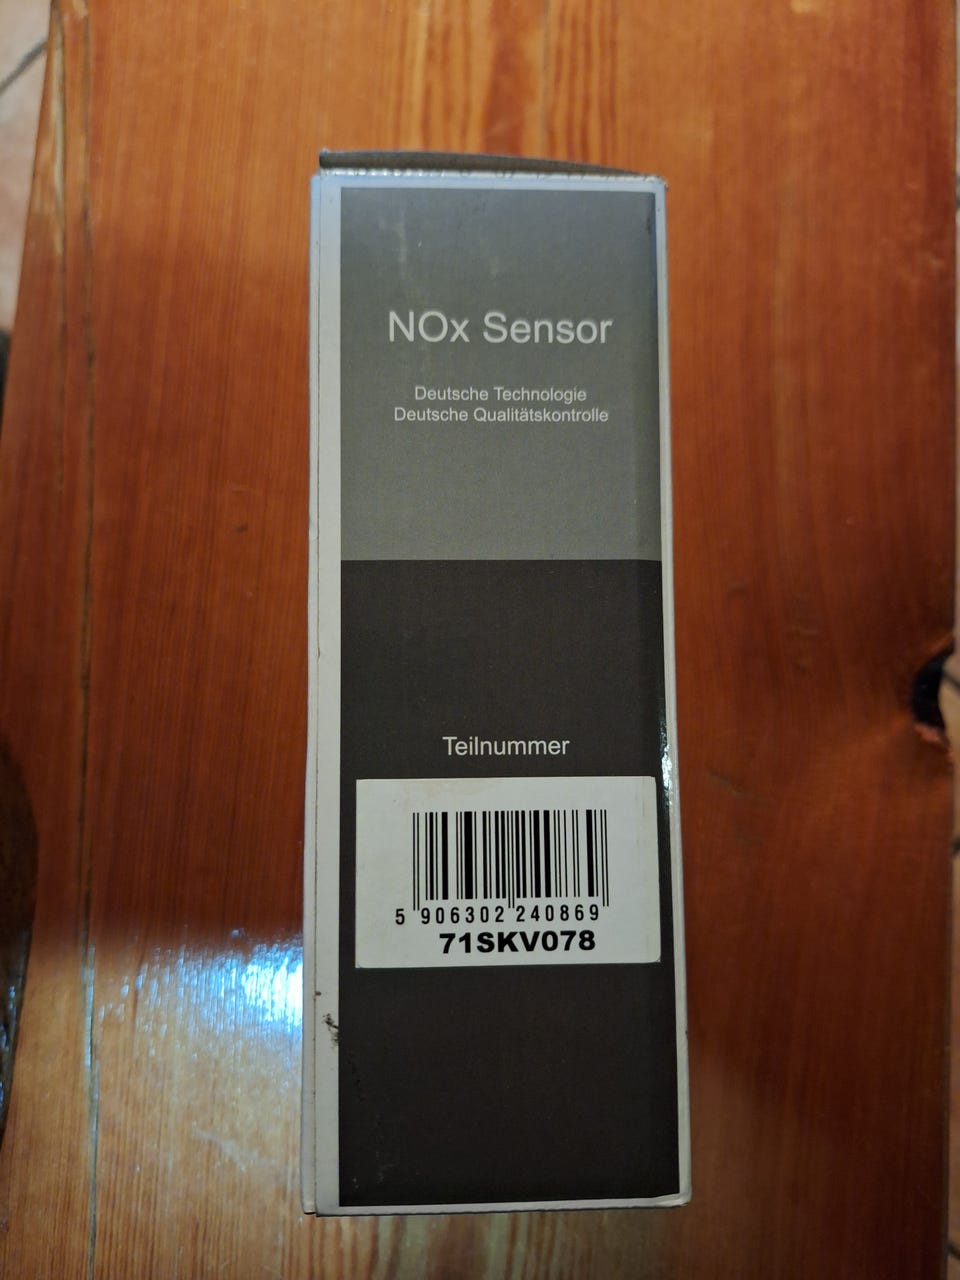 NOx Sensor
Deutsche Technologie
Deutsche Qualitätskontrolle
Teilnummer
5 906302 240869
71SKV078